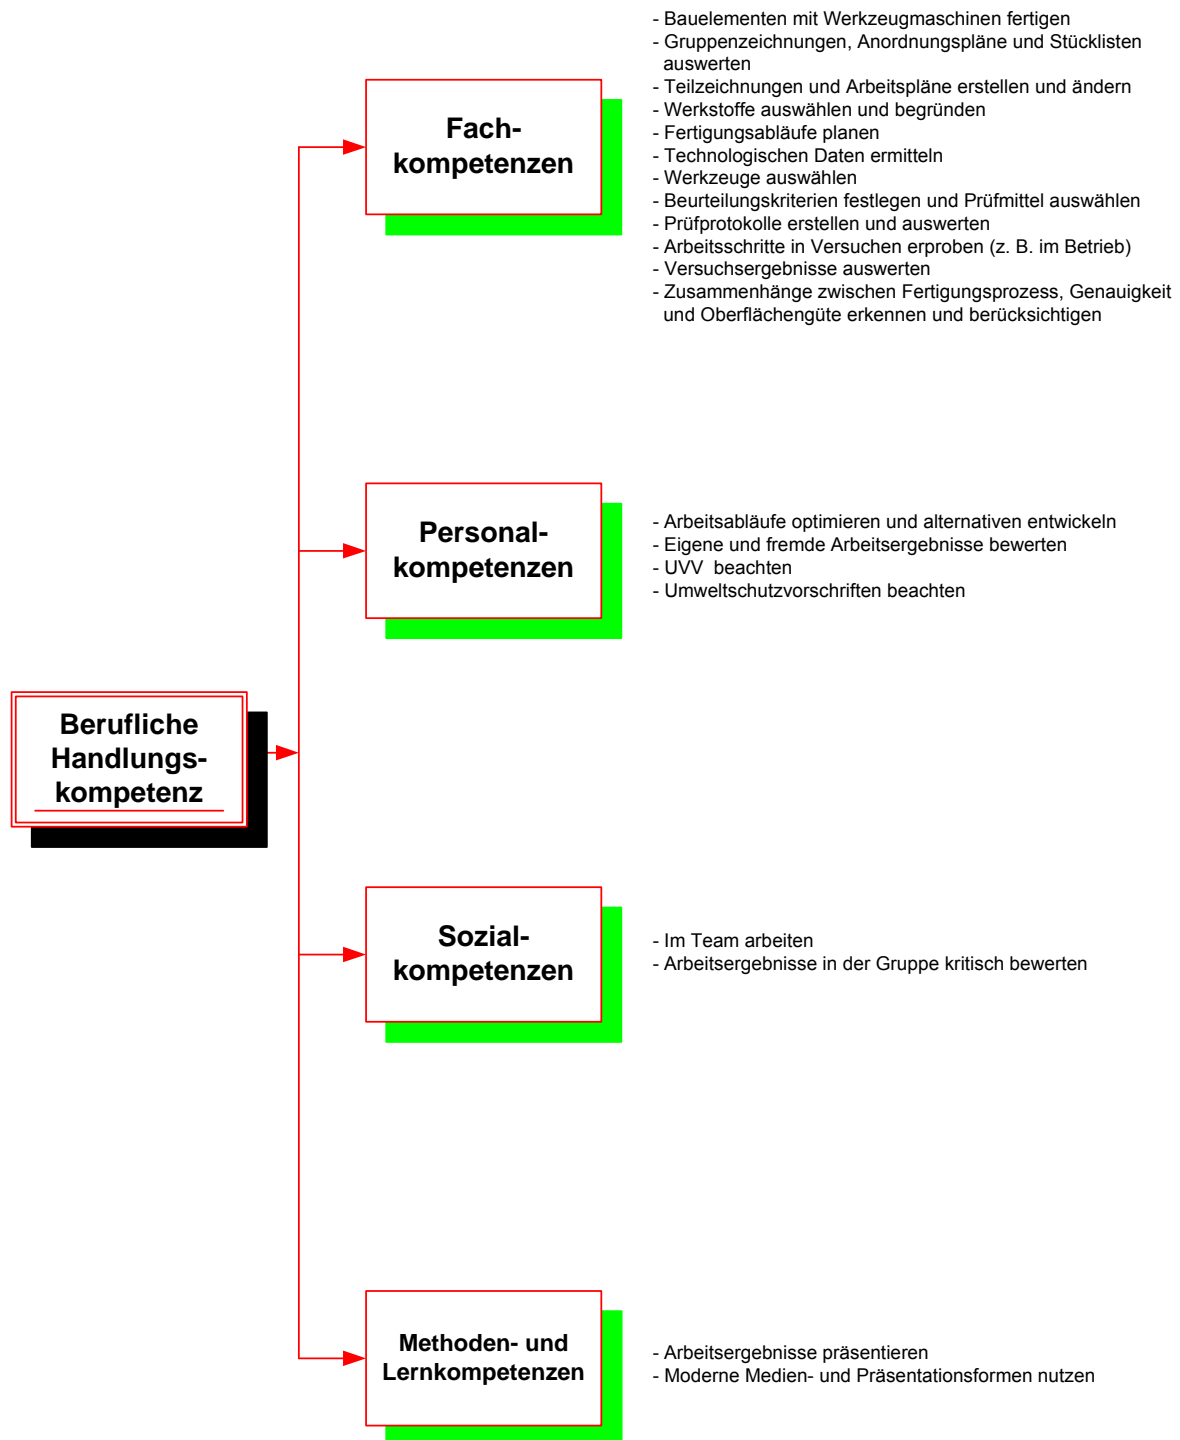 - Bauelementen mit Werkzeugmaschinen fertigen
- Gruppenzeichnungen, Anordnungspläne und Stücklisten
auswerten
- Teilzeichnungen und Arbeitspläne erstellen und ändern
- Werkstoffe auswählen und begründen
- Fertigungsabläufe planen
- Technologischen Daten ermitteln
- Werkzeuge auswählen
- Beurteilungskriterien festlegen und Prüfmittel auswählen
- Prüfprotokolle erstellen und auswerten
- Arbeitsschritte in Versuchen erproben (z. B. im Betrieb)
- Versuchsergebnisse auswerten
- Zusammenhänge zwischen Fertigungsprozess, Genauigkeit
und Oberflächengüte erkennen und berücksichtigen
Fach-
kompetenzen
Personal-
kompetenzen
- Arbeitsabläufe optimieren und alternativen entwickeln
- Eigene und fremde Arbeitsergebnisse bewerten
- UVV  beachten
- Umweltschutzvorschriften beachten
Berufliche
Handlungs-
kompetenz
Sozial-
kompetenzen
- Im Team arbeiten
- Arbeitsergebnisse in der Gruppe kritisch bewerten
Methoden- und
Lernkompetenzen
- Arbeitsergebnisse präsentieren
- Moderne Medien- und Präsentationsformen nutzen